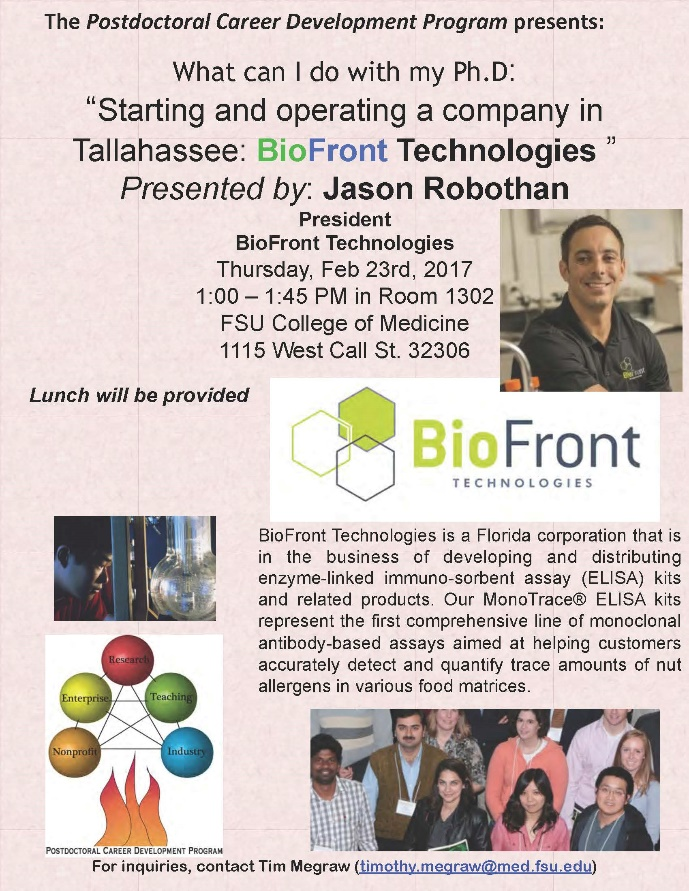 The Postdoctoral Career Development Program presents:
What can I do with my Ph.D:
“Starting and operating a company in
Tallahassee: BioFront Technologies ”
Presented by: Jason Robothan
President
BioFront Technologies
Thursday, Feb 23rd, 2017
1:00 – 1:45 PM in Room 1302
FSU College of Medicine
1115 West Call St. 32306
BioFront
Lunch will be provided
BioFront
TECHNOLOGIES
BioFront Technologies is a Florida corporation that is
in the business of developing and distributing
enzyme-linked immuno-sorbent assay (ELISA) kits
and related products. Our MonoTrace® ELISA kits
represent the first comprehensive line of monoclonal
antibody-based assays aimed at helping customers
accurately detect and quantify trace amounts of nut
allergens in various food matrices.
Research
Enterprise
Teaching
Nonprofit
Industry
POSTDOCTORAL CAREER DEVELOPMENT PROGRAM
For inquiries, contact Tim Megraw (timothy.megraw@med.fsu.edu)